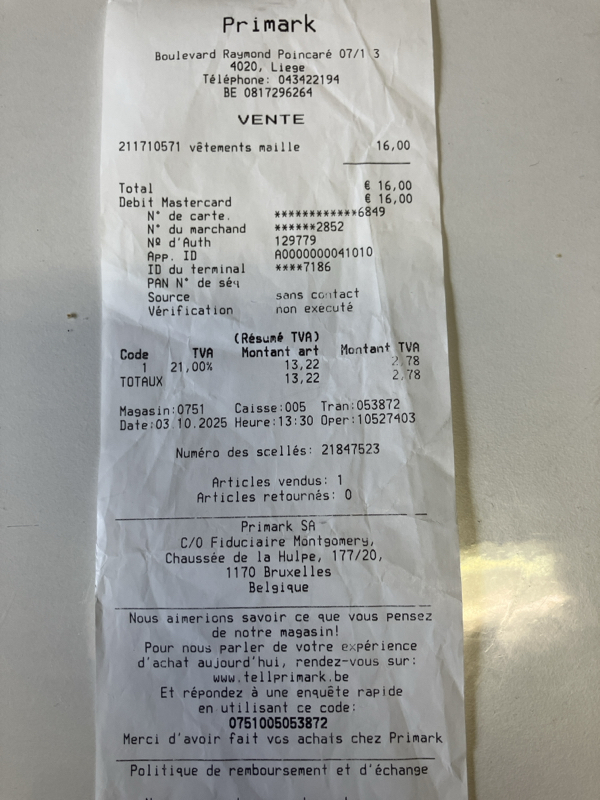 Primark
Boulevard Raymond Poincaré 07/1 3
4020, Liege
Téléphone: 043422194
BE 0817296264
VENTE
211710571 vêtements maille 16,00
Total € 16,00
Debit Mastercard € 16,00
N° de carte. ************6849
N° du marchand ******2852
Nº d'Auth 129779
App. ID A0000000041010
ID du terminal ****7186
PAN N° de séq
Source sans contact
Vérification non executé
(Résumé TVA)
Code TVA Montant art Montant TVA
1 21,00% 13,22 2,78
TOTAUX 13,22 2,78
Magasin:0751 Caisse:005 Tran:053872
Date:03.10.2025 Heure:13:30 Oper:10527403
Numéro des scellés: 21847523
Articles vendus: 1
Articles retournés: 0
Primark SA
C/O Fiduciaire Montgomery,
Chaussée de la Hulpe, 177/20,
1170 Bruxelles
Belgique
Nous aimerions savoir ce que vous pensez
de notre magasin!
Pour nous parler de votre expérience
d'achat aujourd'hui, rendez-vous sur:
www.tellprimark.be
Et répondez à une enquête rapide
en utilisant ce code:
0751005053872
Merci d'avoir fait vos achats chez Primark
Politique de remboursement et d'échange